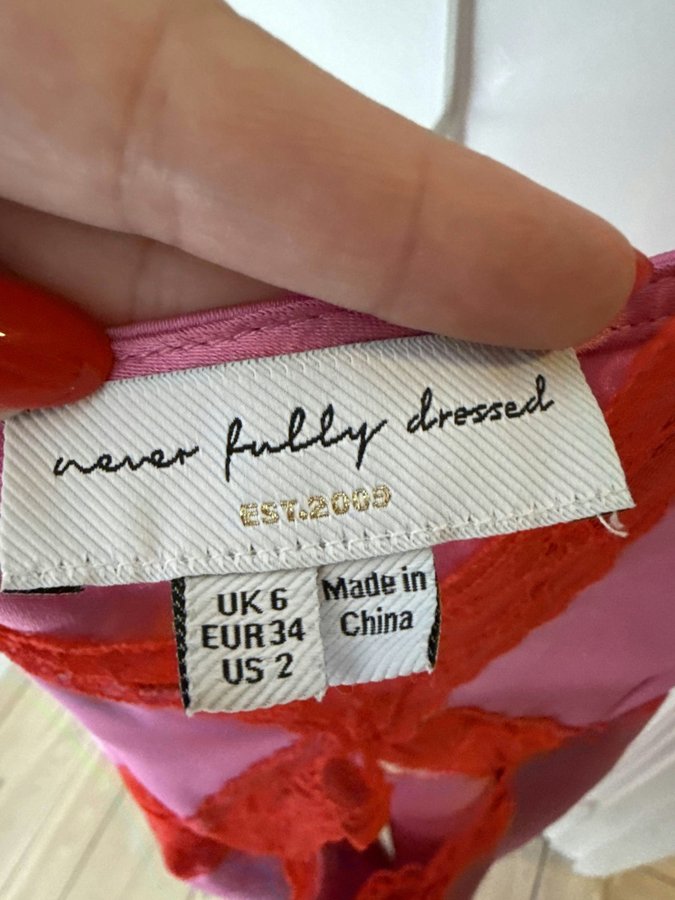 never fully dressed
EST.2009
UK 6
EUR 34
US 2
Made in
China